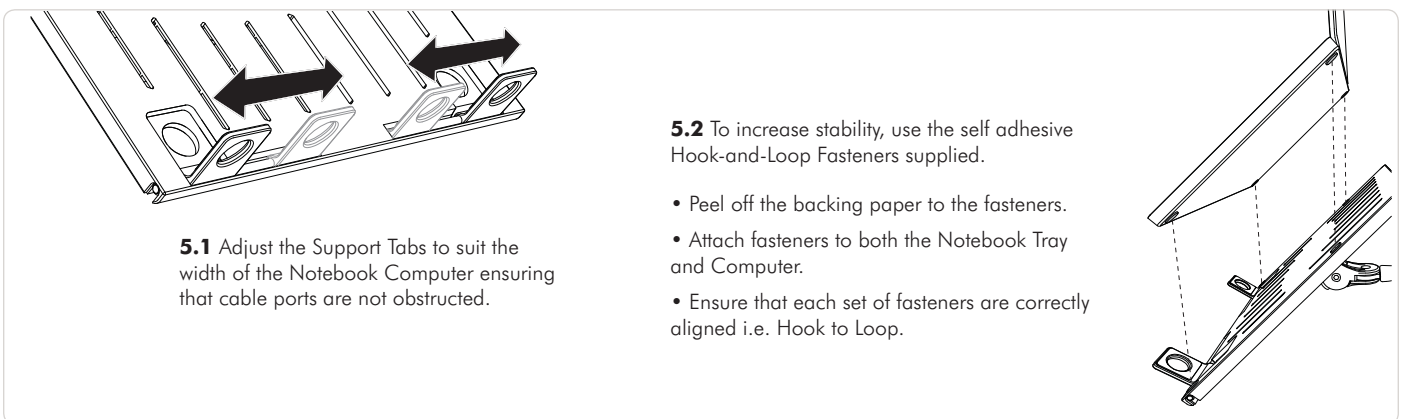 5.1 Adjust the Support Tabs to suit the
width of the Notebook Computer ensuring
that cable ports are not obstructed.
5.2 To increase stability, use the self adhesive
Hook-and-Loop Fasteners supplied.
• Peel off the backing paper to the fasteners.
• Attach fasteners to both the Notebook Tray
and Computer.
• Ensure that each set of fasteners are correctly
aligned i.e. Hook to Loop.